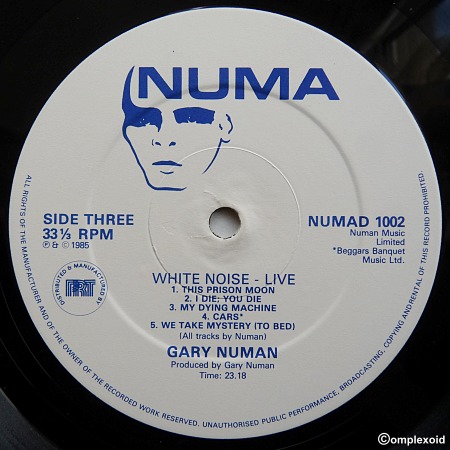 NUMA
SIDE THREE
33⅓ RPM
Ⓟ & © 1985
NUMAD 1002
Numan Music
Limited
*Beggars Banquet
Music Ltd.
DISTRIBUTED & MANUFACTURED BY
PRT
WHITE NOISE - LIVE
1. THIS PRISON MOON
2. I DIE; YOU DIE
3. MY DYING MACHINE
4. CARS*
5. WE TAKE MYSTERY (TO BED)
(All tracks by Numan)
GARY NUMAN
Produced by Gary Numan
Time: 23.18
ALL RIGHTS OF THE MANUFACTURER AND OF THE OWNER OF THE RECORDED WORK RESERVED. UNAUTHORISED PUBLIC PERFORMANCE, BROADCASTING, COPYING AND RENTAL OF THIS RECORD PROHIBITED.
©omplexoid